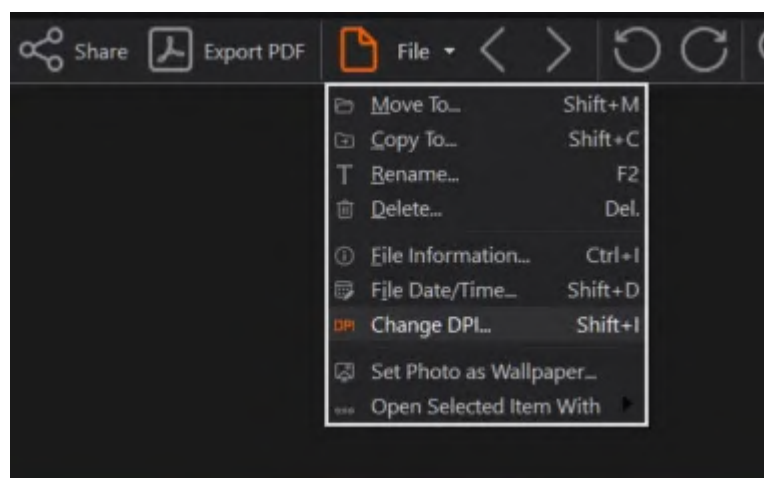 Share Export PDF File
Move To... Shift+M
Copy To... Shift+C
Rename... F2
Delete... Del.
File Information... Ctrl+I
File Date/Time... Shift+D
DPI Change DPI... Shift+I
Set Photo as Wallpaper...
Open Selected Item With